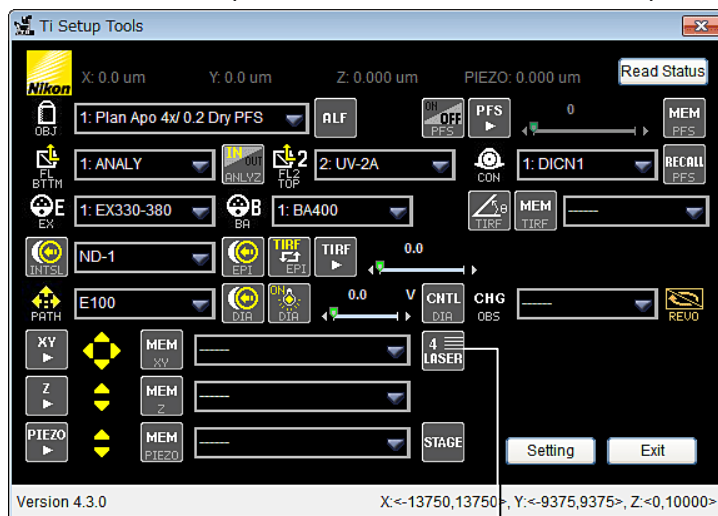 Ti Setup Tools
Nikon X: 0.0 um Y: 0.0 um Z: 0.000 um PIEZO: 0.000 um Read Status
OBJ 1: Plan Apo 4x/ 0.2 Dry PFS ALF ON OFF PFS PFS 0 MEM PFS
FL BTTM 1: ANALY IN OUT ANLYZ 2 FL2 TOP 2: UV-2A CON 1: DICN1 RECALL PFS
E EX 1: EX330-380 B BA 1: BA400 θ TIRF MEM TIRF -----
INTSL ND-1 EPI TIRF EPI TIRF 0.0
PATH E100 DIA ON DIA 0.0 V CNTL DIA CHG OBS ----- REVO
XY MEM XY ----- 4 LASER
Z MEM Z -----
PIEZO MEM PIEZO ----- STAGE Setting Exit
Version 4.3.0 X:<-13750,13750>, Y:<-9375,9375>, Z:<0,10000>